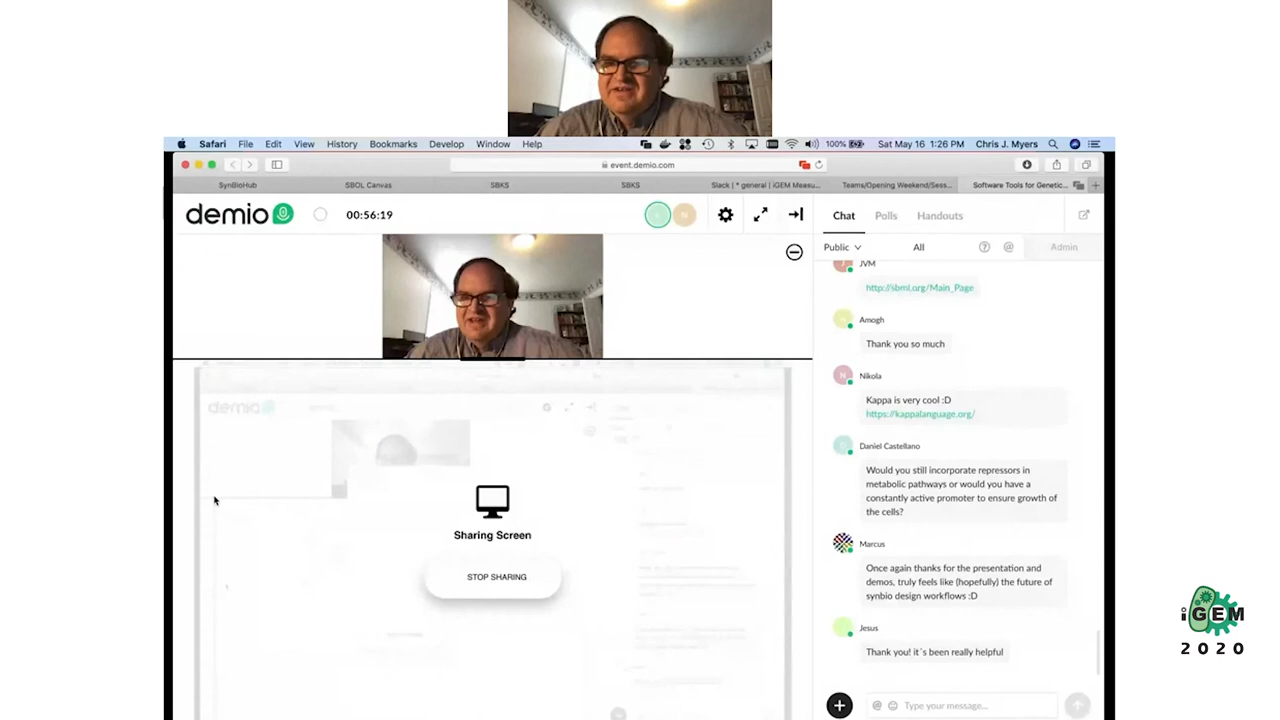 Safari File Edit View History Bookmarks Develop Window Help 100% Sat May 16 1:26 PM Chris J. Myers
event.demio.com
SynBioHub SBOL Canvas SBKS SBKS Slack | * general | iGEM Measu... Teams/Opening Weekend/Sess... Software Tools for Genetic...
demio 00:56:19
Chat Polls Handouts
Public All Admin
JVM
http://sbml.org/Main_Page
Amogh
Thank you so much
Nikola
Kappa is very cool :D
https://kappalanguage.org/
Daniel Castellano
Would you still incorporate repressors in
metabolic pathways or would you have a
constantly active promoter to ensure growth of
the cells?
Marcus
Once again thanks for the presentation and
demos, truly feels like (hopefully) the future of
synbio design workflows :D
Jesus
Thank you! it´s been really helpful
Type your message...
demio
Sharing Screen
STOP SHARING
iGEM
2020